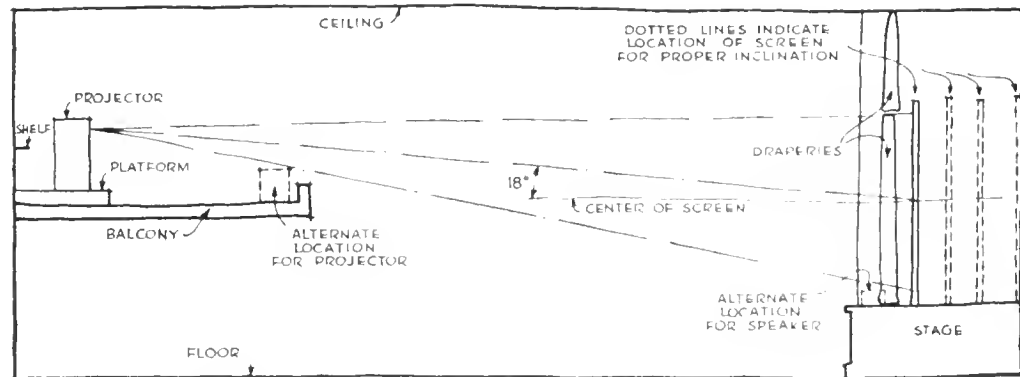 CEILING
DOTTED LINES INDICATE
LOCATION OF SCREEN
FOR PROPER INCLINATION
PROJECTOR
SHELF
PLATFORM
DRAPERIES
18°
CENTER OF SCREEN
BALCONY
ALTERNATE
LOCATION
FOR PROJECTOR
ALTERNATE
LOCATION
FOR SPEAKER
STAGE
FLOOR